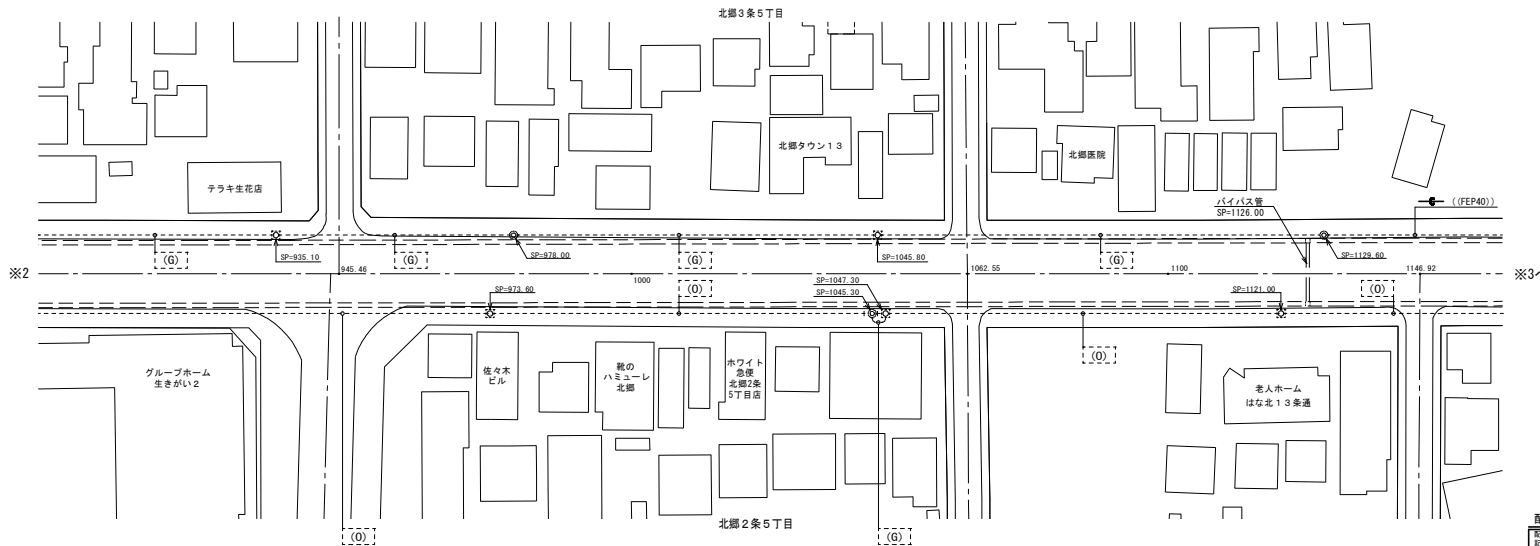 北郷3条5丁目
北郷タウン13
北郷医院
テラキ生花店
バイパス管
SP=1126.00
((FEP40))
(G)
SP=935.10
(G)
SP=978.00
(G)
SP=1045.80
(G)
SP=1129.60
※2
945.46
1000
1062.55
1100
1146.92
※3へ
SP=973.60
(O)
SP=1047.30
SP=1045.30
SP=1121.00
(O)
(O)
グループホーム
生きがい2
佐々木
ビル
靴の
ハミューレ
北郷
ホワイト
急便
北郷2条
5丁目店
老人ホーム
はな北13条通
北郷2条5丁目
(O)
(G)